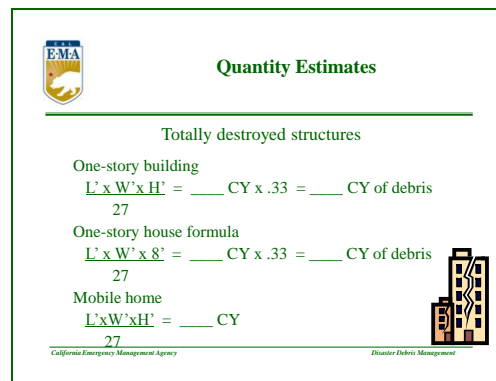 CAL
E·M·A
Quantity Estimates
Totally destroyed structures
One-story building
L' x W'x H' = ____ CY x .33 = ____ CY of debris
27
One-story house formula
L' x W' x 8' = ____ CY x .33 = ____ CY of debris
27
Mobile home
L'xW'xH' = ____ CY
27
California Emergency Management Agency Disaster Debris Management